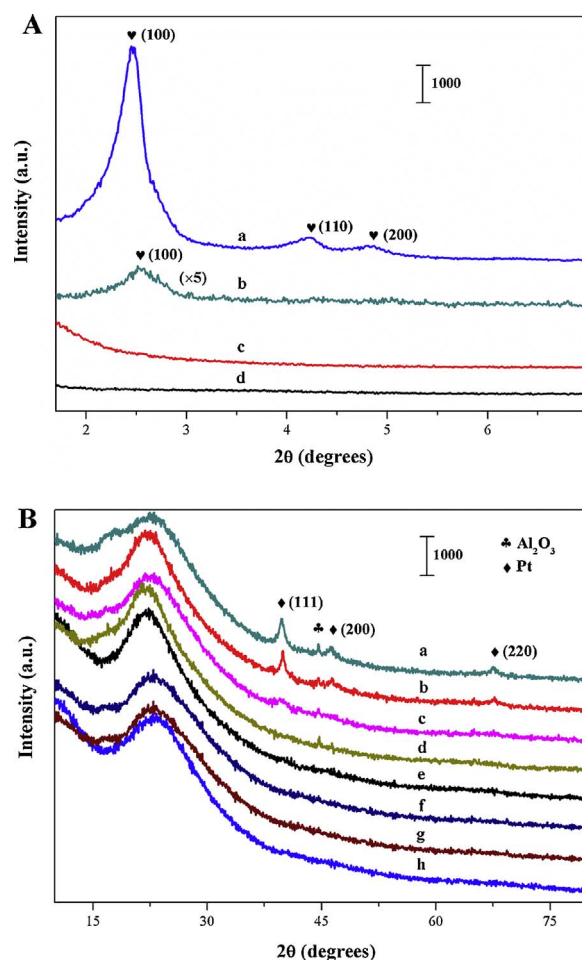 A
♥ (100)
1000
a
♥ (110)
♥ (200)
♥ (100)
(×5)
b
c
d
Intensity (a.u.)
2 3 4 5 6
2θ (degrees)
B
1000
♣ Al₂O₃
♦ Pt
♦ (111)
♣ ♦ (200)
♦ (220)
a
b
c
d
e
f
g
h
Intensity (a.u.)
15 30 45 60 75
2θ (degrees)